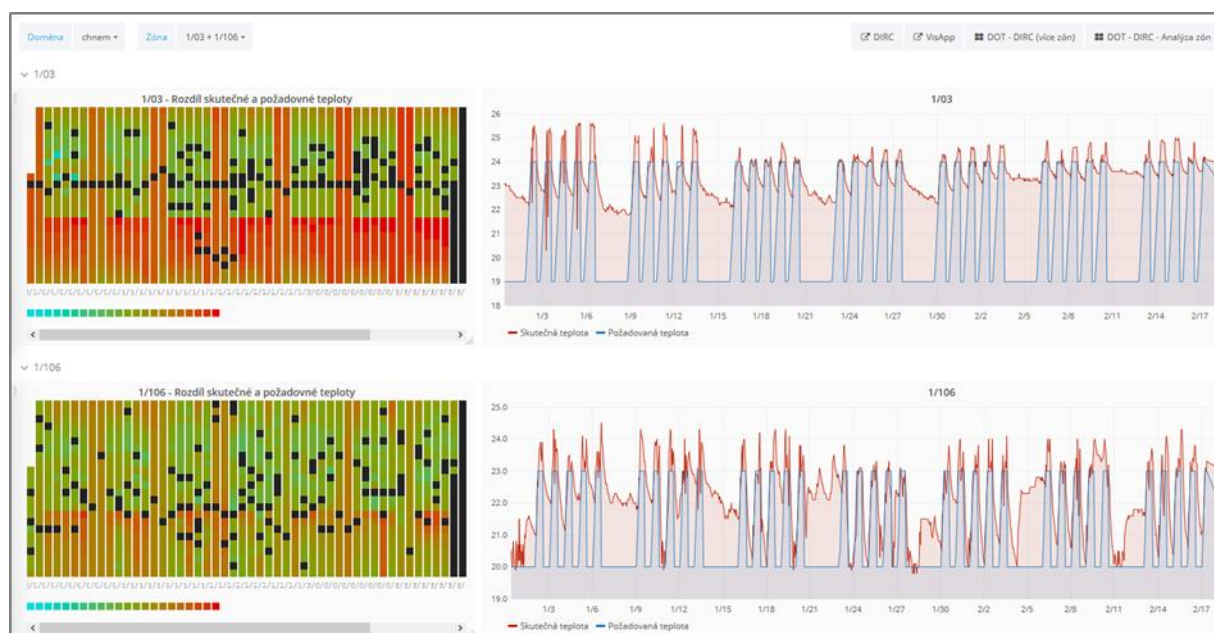 Doména chnem Zóna 1/03 + 1/106 DIRC VisApp DOT - DIRC (více zón) DOT - DIRC - Analýza zón
1/03
1/03 - Rozdíl skutečné a požadovné teploty
1/03
26
25
24
23
22
21
20
19
18
1/3 1/6 1/9 1/12 1/15 1/18 1/21 1/24 1/27 1/30 2/2 2/5 2/8 2/11 2/14 2/17
Skutečná teplota Požadovaná teplota
1/106
1/106 - Rozdíl skutečné a požadovné teploty
1/106
25.0
24.0
23.0
22.0
21.0
20.0
19.0
1/3 1/6 1/9 1/12 1/15 1/18 1/21 1/24 1/27 1/30 2/2 2/5 2/8 2/11 2/14 2/17
Skutečná teplota Požadovaná teplota